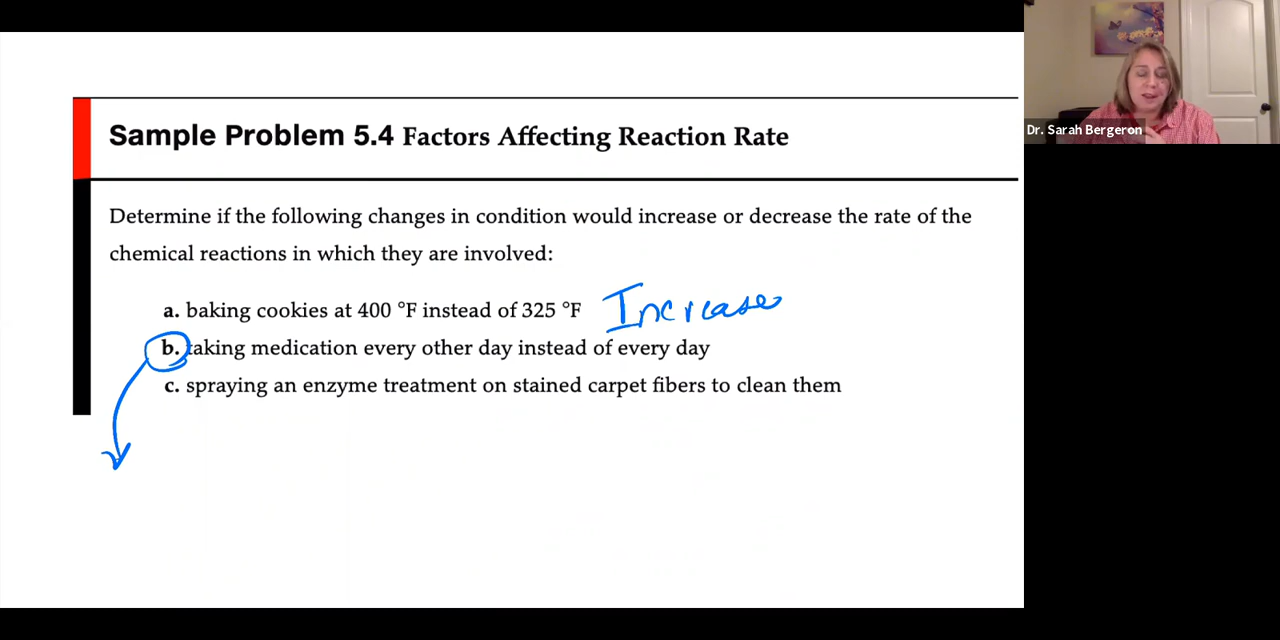 Sample Problem 5.4 Factors Affecting Reaction Rate
Dr. Sarah Bergeron
Determine if the following changes in condition would increase or decrease the rate of the
chemical reactions in which they are involved:
a. baking cookies at 400 °F instead of 325 °F Increase
b. taking medication every other day instead of every day
c. spraying an enzyme treatment on stained carpet fibers to clean them